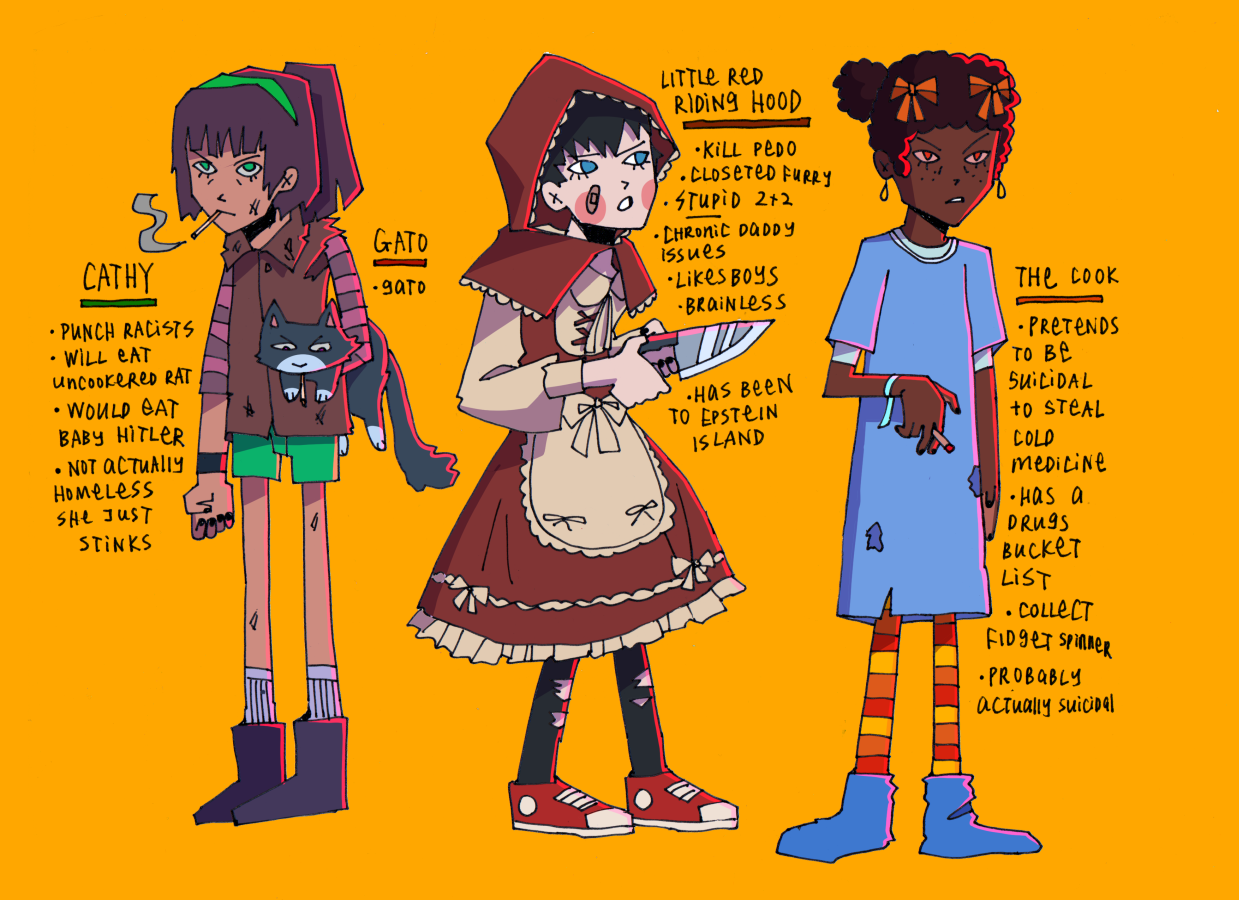 CATHY
• PUNCH RACISTS
• WILL EAT
UNCOOKERED RAT
• WOULD EAT
BABY HITLER
• NOT ACTUALLY
HOMELESS
SHE JUST
STINKS
GATO
• GATO
LITTLE RED
RIDING HOOD
• KILL PEDO
• CLOSETED FURRY
• STUPID 2+2
• CHRONIC DADDY
ISSUES
• LIKES BOYS
• BRAINLESS
• HAS BEEN
TO EPSTEIN
ISLAND
THE COOK
• PRETENDS
TO BE
SUICIDAL
TO STEAL
COLD
MEDICINE
• HAS A
DRUGS
BUCKET
LIST
• COLLECT
FIDGET SPINNER
• PROBABLY
ACTUALLY SUICIDAL